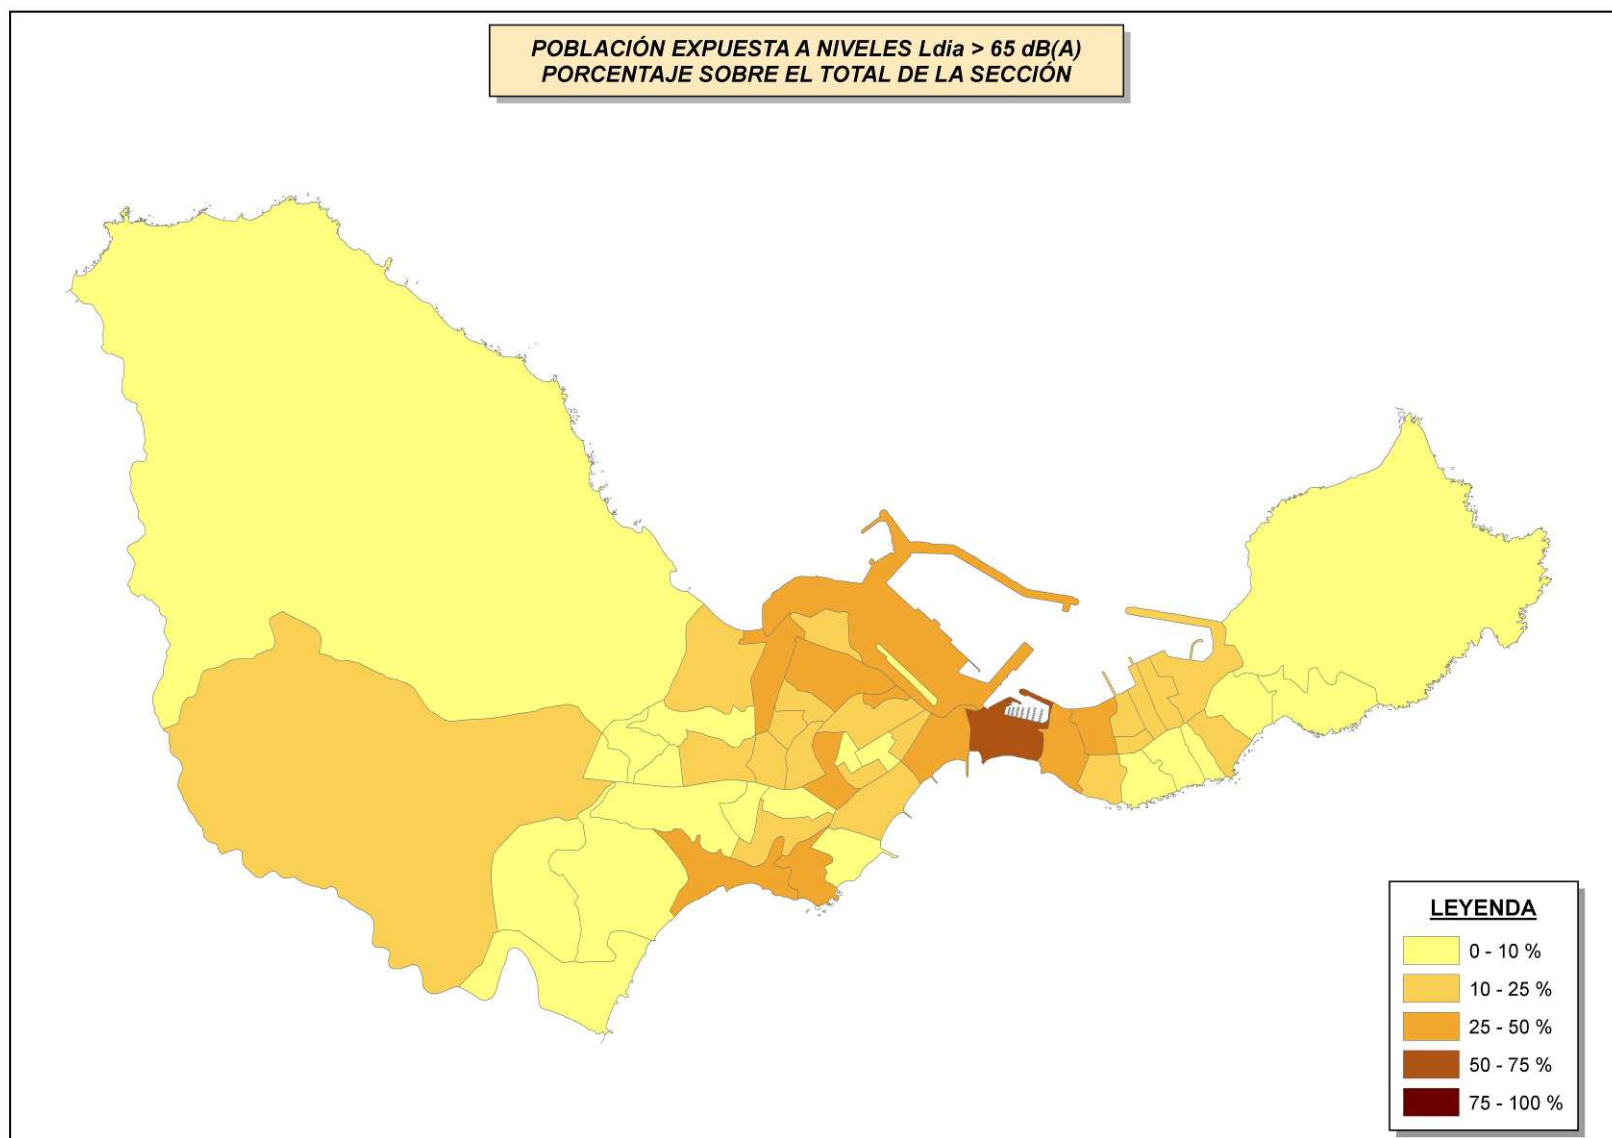 POBLACIÓN EXPUESTA A NIVELES Ldia > 65 dB(A)
PORCENTAJE SOBRE EL TOTAL DE LA SECCIÓN
LEYENDA
0 - 10 %
10 - 25 %
25 - 50 %
50 - 75 %
75 - 100 %